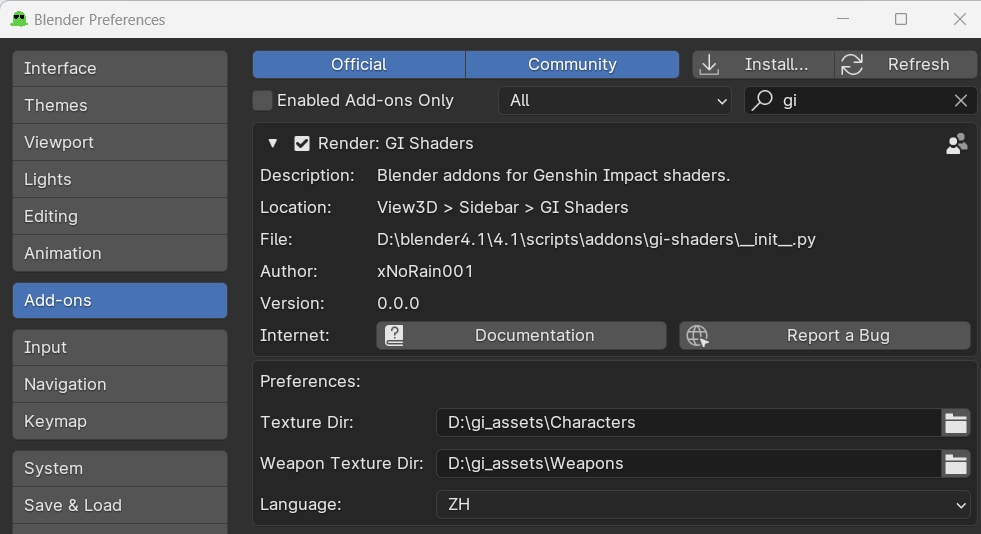 Blender Preferences
Interface
Themes
Viewport
Lights
Editing
Animation
Add-ons
Input
Navigation
Keymap
System
Save & Load
Official Community Install... Refresh
Enabled Add-ons Only All gi
Render: GI Shaders
Description: Blender addons for Genshin Impact shaders.
Location: View3D > Sidebar > GI Shaders
File: D:\blender4.1\4.1\scripts\addons\gi-shaders\__init__.py
Author: xNoRain001
Version: 0.0.0
Internet: Documentation Report a Bug
Preferences:
Texture Dir: D:\gi_assets\Characters
Weapon Texture Dir: D:\gi_assets\Weapons
Language: ZH